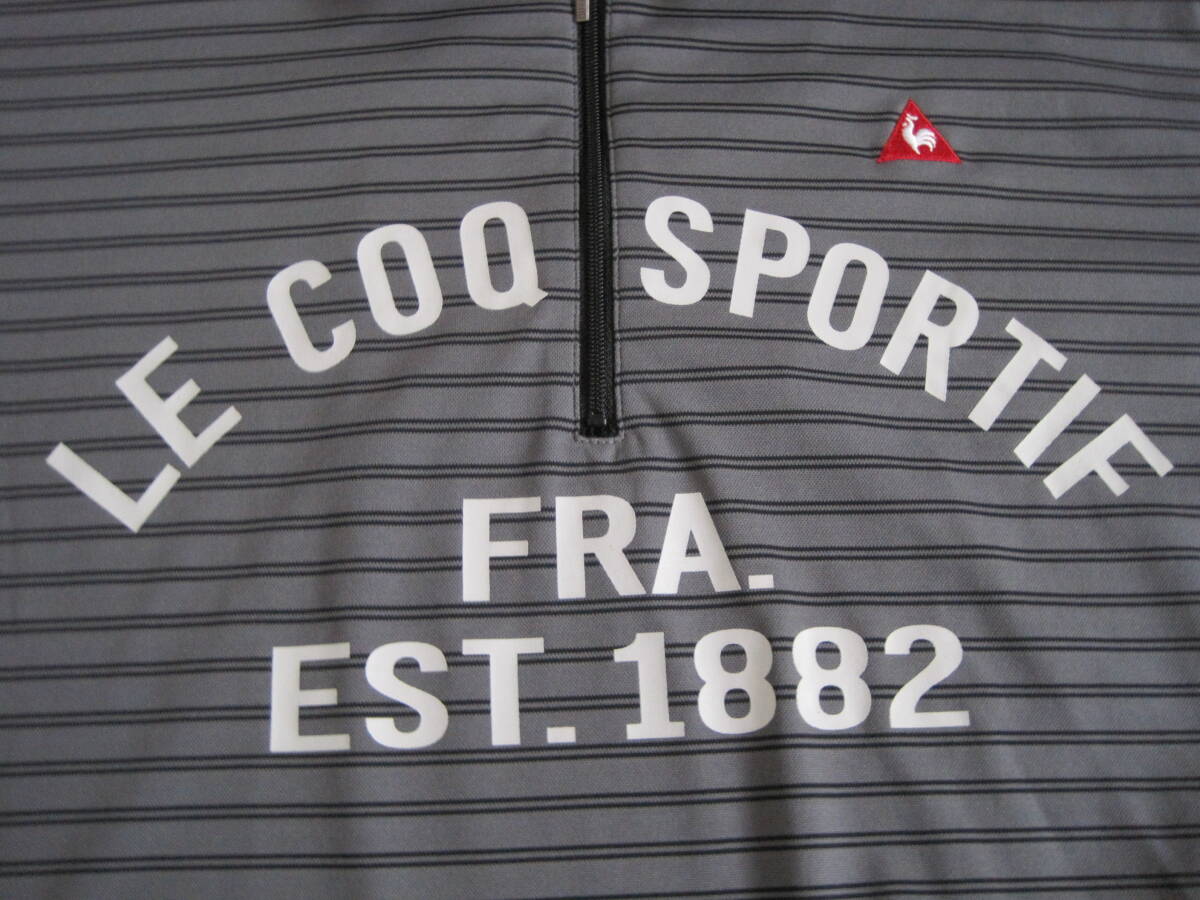 LE COQ SPORTIF
FRA.
EST. 1882